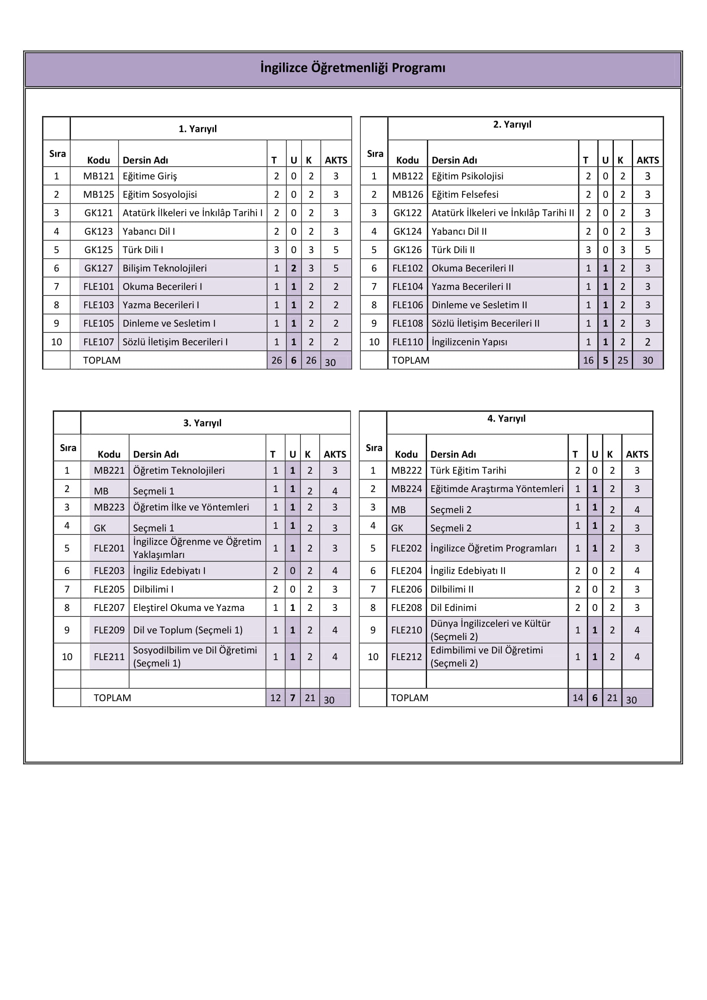 İngilizce Öğretmenliği Programı
1. Yarıyıl
Sıra Kodu Dersin Adı T U K AKTS
1 MB121 Eğitime Giriş 2 0 2 3
2 MB125 Eğitim Sosyolojisi 2 0 2 3
3 GK121 Atatürk İlkeleri ve İnkılâp Tarihi I 2 0 2 3
4 GK123 Yabancı Dil I 2 0 2 3
5 GK125 Türk Dili I 3 0 3 5
6 GK127 Bilişim Teknolojileri 1 2 3 5
7 FLE101 Okuma Becerileri I 1 1 2 2
8 FLE103 Yazma Becerileri I 1 1 2 2
9 FLE105 Dinleme ve Sesletim I 1 1 2 2
10 FLE107 Sözlü İletişim Becerileri I 1 1 2 2
TOPLAM 26 6 26 30
2. Yarıyıl
Sıra Kodu Dersin Adı T U K AKTS
1 MB122 Eğitim Psikolojisi 2 0 2 3
2 MB126 Eğitim Felsefesi 2 0 2 3
3 GK122 Atatürk İlkeleri ve İnkılâp Tarihi II 2 0 2 3
4 GK124 Yabancı Dil II 2 0 2 3
5 GK126 Türk Dili II 3 0 3 5
6 FLE102 Okuma Becerileri II 1 1 2 3
7 FLE104 Yazma Becerileri II 1 1 2 3
8 FLE106 Dinleme ve Sesletim II 1 1 2 3
9 FLE108 Sözlü İletişim Becerileri II 1 1 2 3
10 FLE110 İngilizcenin Yapısı 1 1 2 2
TOPLAM 16 5 25 30
3. Yarıyıl
Sıra Kodu Dersin Adı T U K AKTS
1 MB221 Öğretim Teknolojileri 1 1 2 3
2 MB Seçmeli 1 1 1 2 4
3 MB223 Öğretim İlke ve Yöntemleri 1 1 2 3
4 GK Seçmeli 1 1 1 2 3
5 FLE201 İngilizce Öğrenme ve Öğretim
Yaklaşımları 1 1 2 3
6 FLE203 İngiliz Edebiyatı I 2 0 2 4
7 FLE205 Dilbilimi I 2 0 2 3
8 FLE207 Eleştirel Okuma ve Yazma 1 1 2 3
9 FLE209 Dil ve Toplum (Seçmeli 1) 1 1 2 4
10 FLE211 Sosyodilbilim ve Dil Öğretimi
(Seçmeli 1) 1 1 2 4
TOPLAM 12 7 21 30
4. Yarıyıl
Sıra Kodu Dersin Adı T U K AKTS
1 MB222 Türk Eğitim Tarihi 2 0 2 3
2 MB224 Eğitimde Araştırma Yöntemleri 1 1 2 3
3 MB Seçmeli 2 1 1 2 4
4 GK Seçmeli 2 1 1 2 3
5 FLE202 İngilizce Öğretim Programları 1 1 2 3
6 FLE204 İngiliz Edebiyatı II 2 0 2 4
7 FLE206 Dilbilimi II 2 0 2 3
8 FLE208 Dil Edinimi 2 0 2 3
9 FLE210 Dünya İngilizceleri ve Kültür
(Seçmeli 2) 1 1 2 4
10 FLE212 Edimbilimi ve Dil Öğretimi
(Seçmeli 2) 1 1 2 4
TOPLAM 14 6 21 30